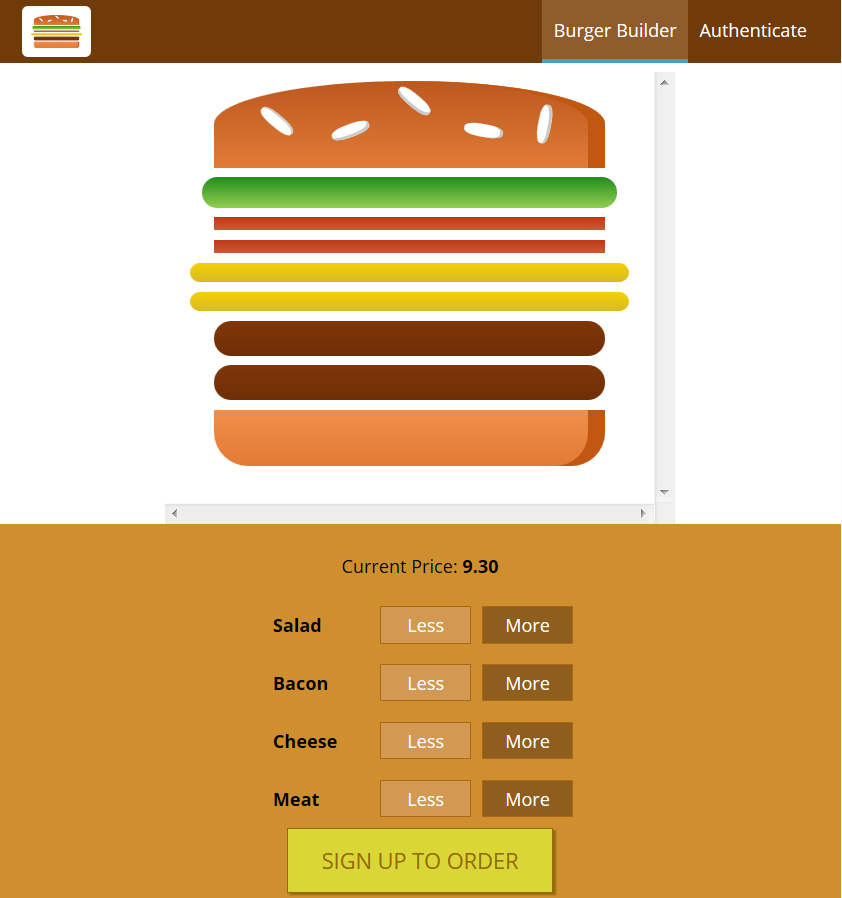 Burger Builder Authenticate
Current Price: 9.30
Salad Less More
Bacon Less More
Cheese Less More
Meat Less More
SIGN UP TO ORDER